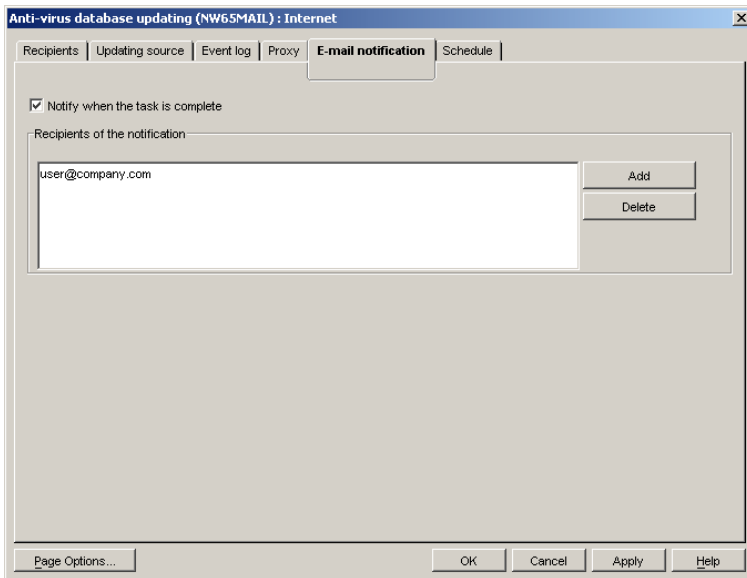 Anti-virus database updating (NW65MAIL) : Internet
Recipients Updating source Event log Proxy E-mail notification Schedule
Notify when the task is complete
Recipients of the notification
user@company.com
Add
Delete
Page Options... OK Cancel Apply Help